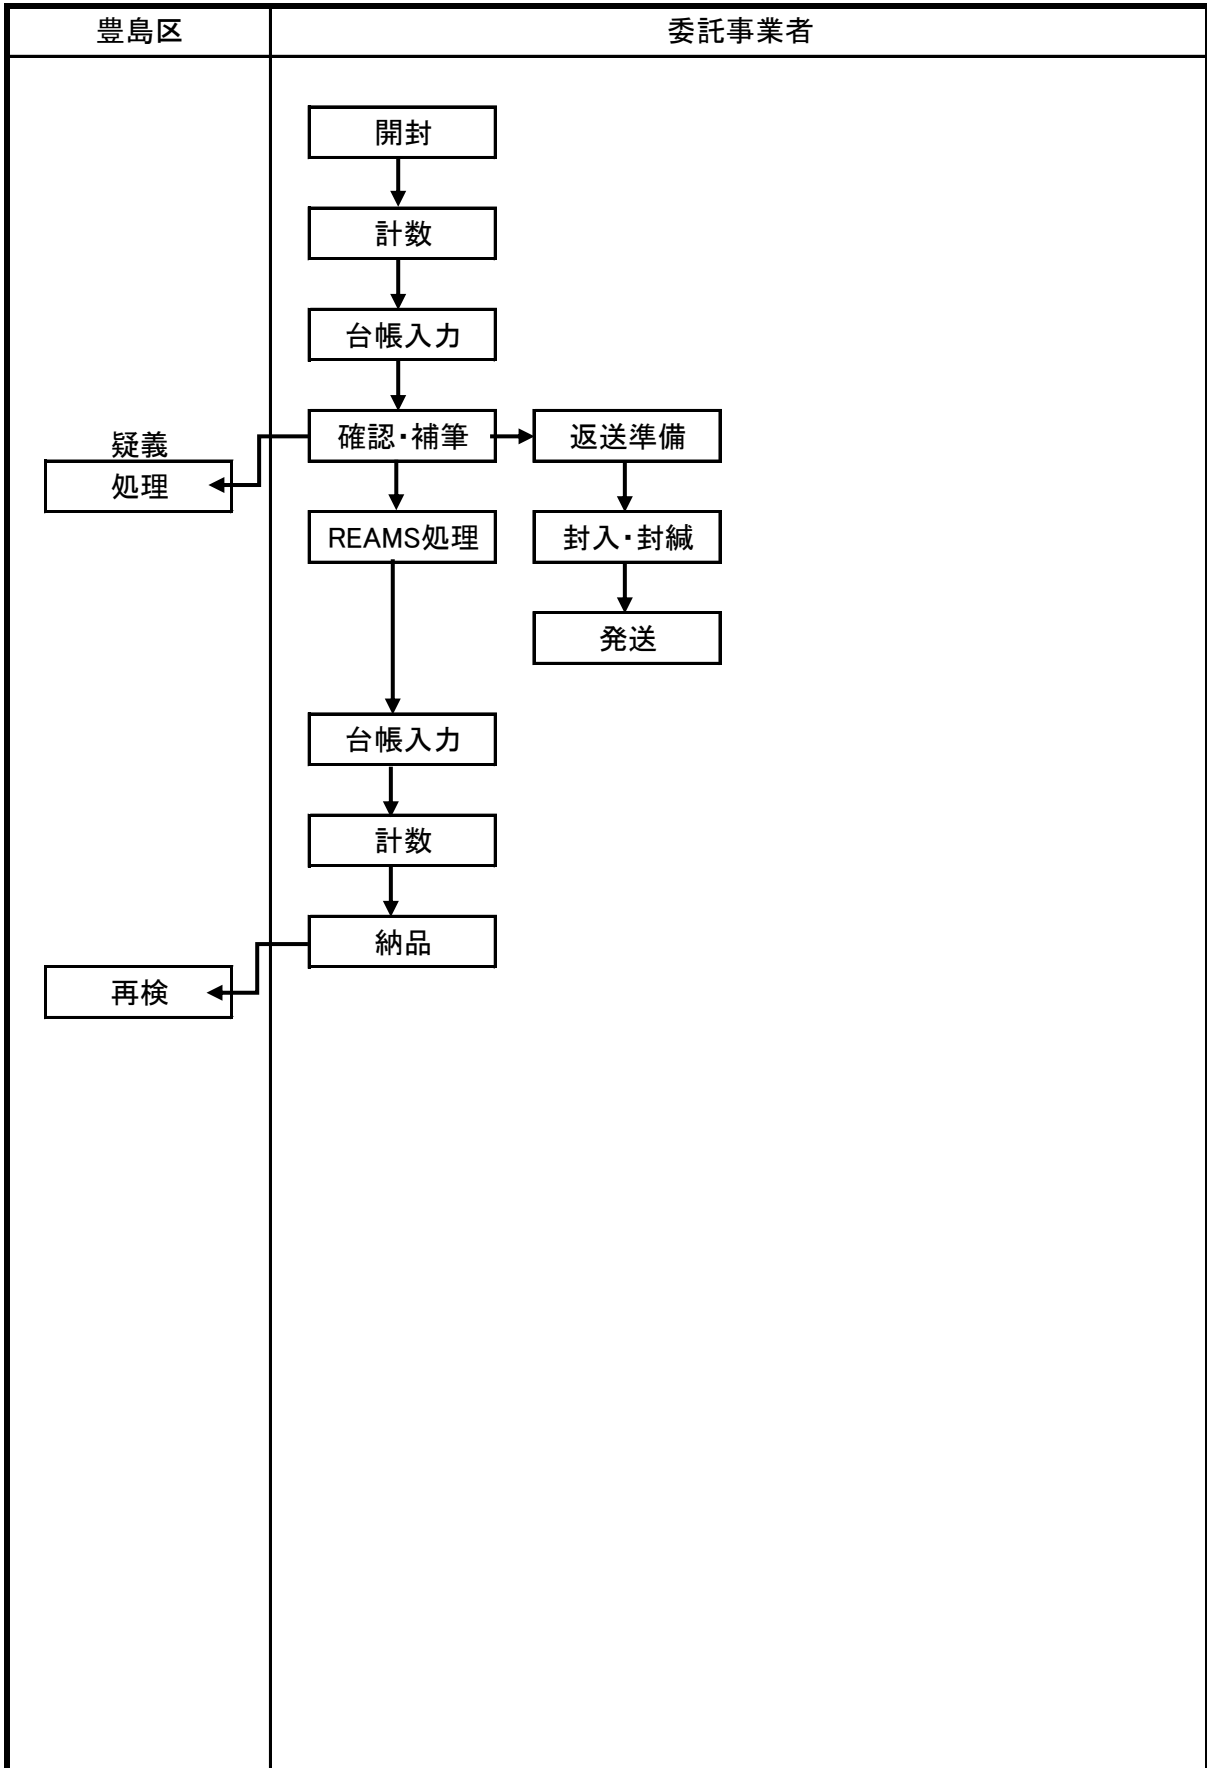 豊島区
委託事業者
開封
計数
台帳入力
確認・補筆
返送準備
疑義
処理
REAMS処理
封入・封緘
発送
台帳入力
計数
納品
再検